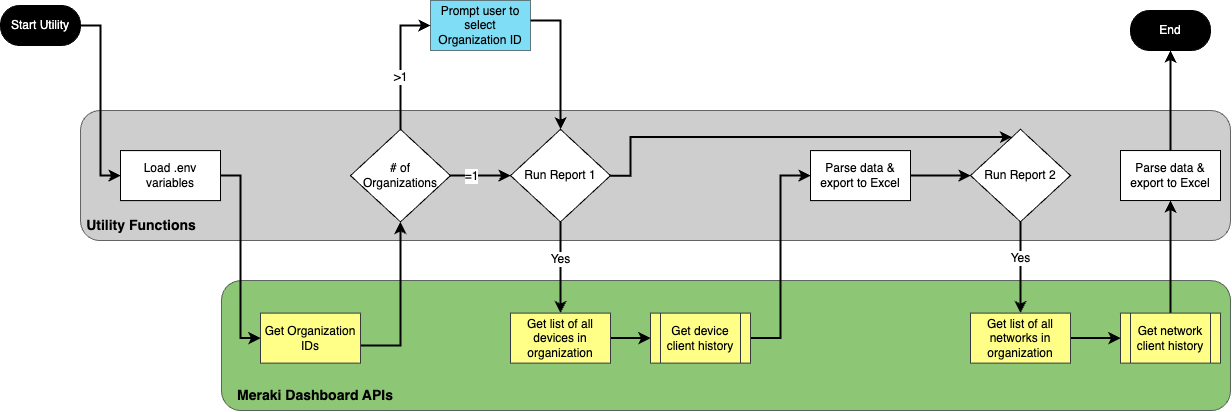 Start Utility
Prompt user to
select
Organization ID
End
>1
Load .env
variables
# of
Organizations
=1
Run Report 1
Parse data &
export to Excel
Run Report 2
Parse data &
export to Excel
Utility Functions
Yes
Yes
Get Organization
IDs
Get list of all
devices in
organization
Get device
client history
Get list of all
networks in
organization
Get network
client history
Meraki Dashboard APIs